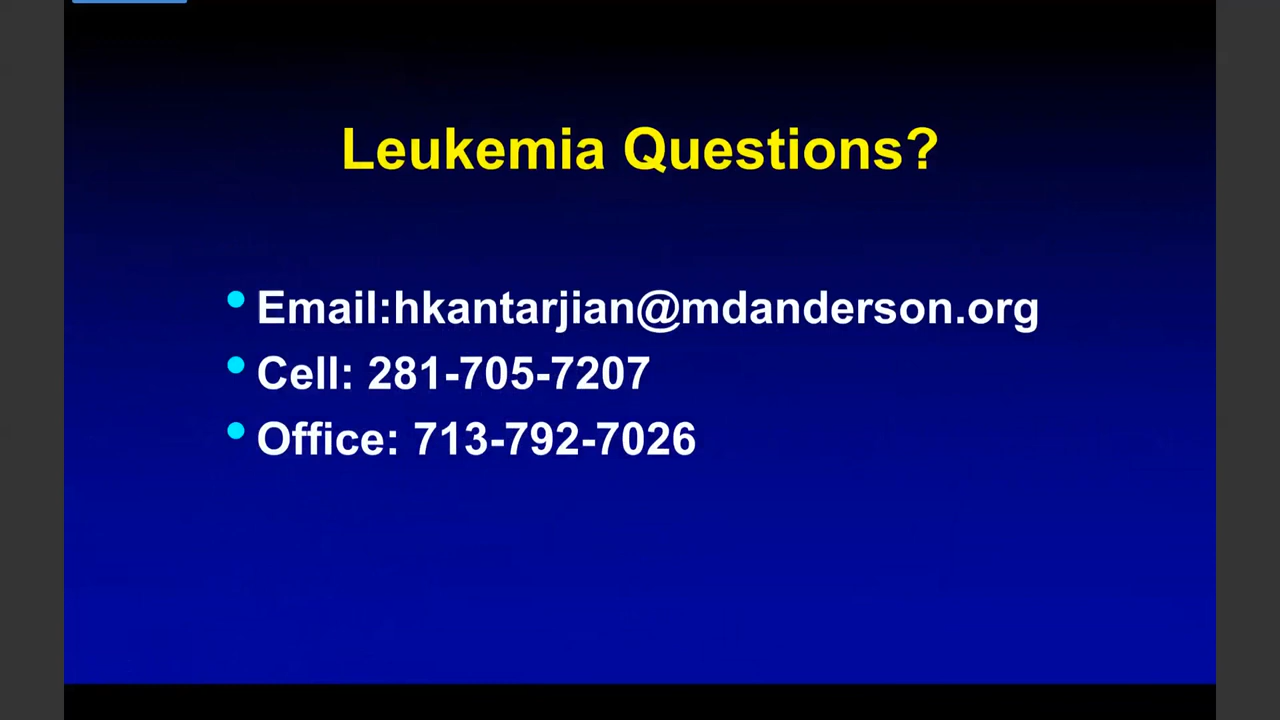 Leukemia Questions?
• Email:hkantarjian@mdanderson.org
• Cell: 281-705-7207
• Office: 713-792-7026